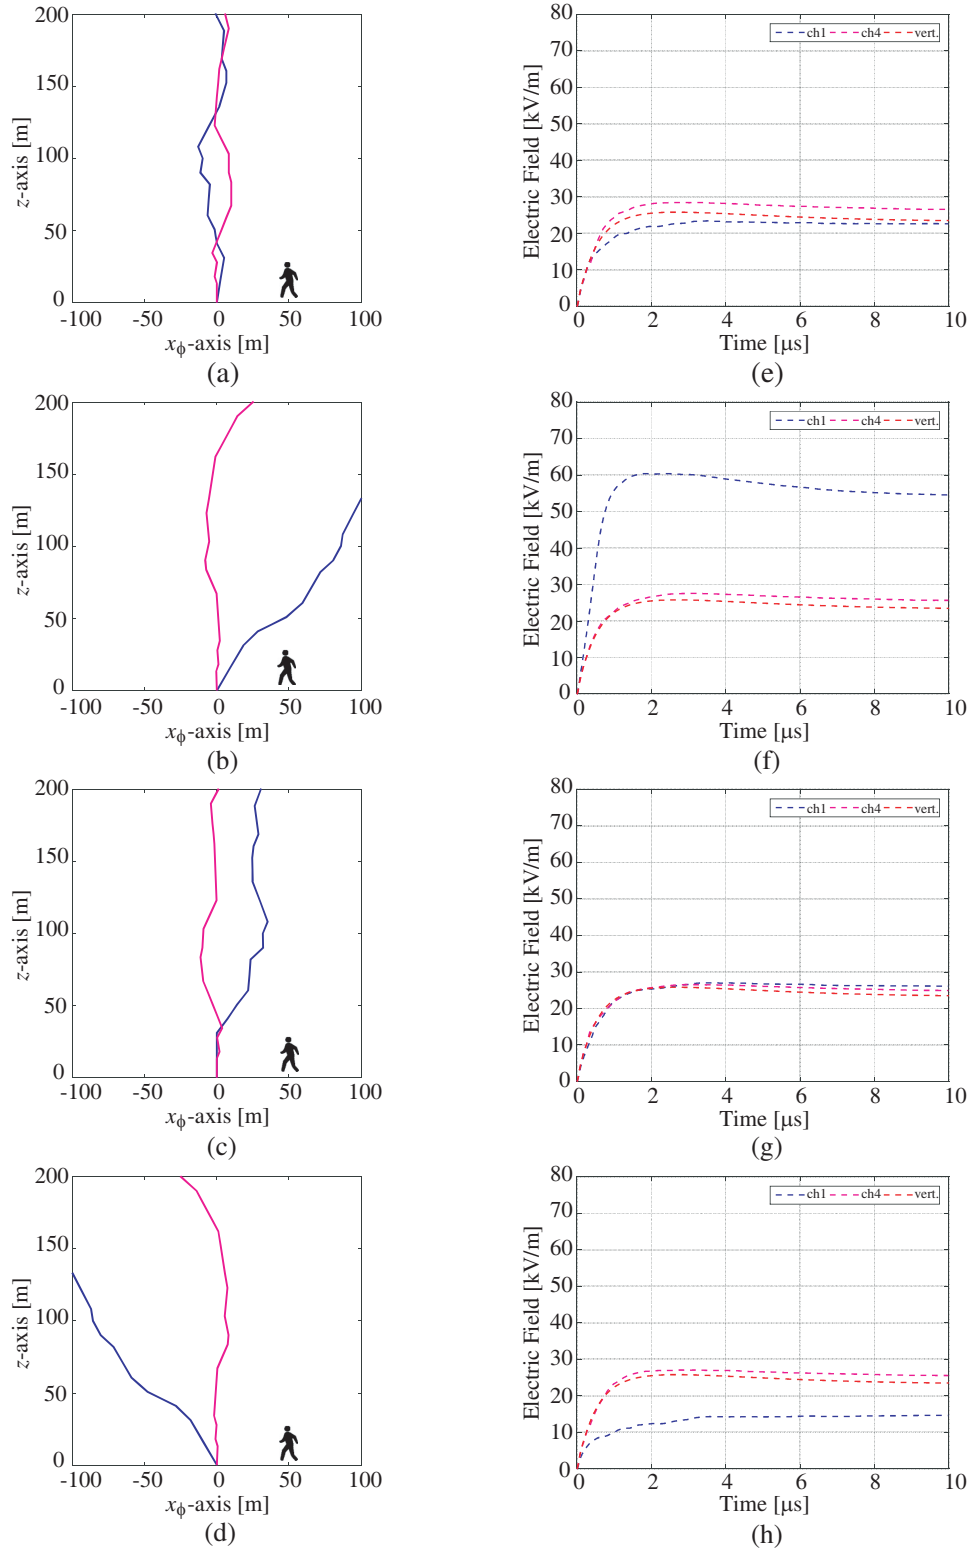 200
150
100
50
0
z-axis [m]
-100 -50 0 50 100
xϕ-axis [m]
(a)
80
70
60
50
40
30
20
10
0
Electric Field [kV/m]
ch1 ch4 vert.
0 2 4 6 8 10
Time [μs]
(e)
200
150
100
50
0
z-axis [m]
-100 -50 0 50 100
xϕ-axis [m]
(b)
80
70
60
50
40
30
20
10
0
Electric Field [kV/m]
ch1 ch4 vert.
0 2 4 6 8 10
Time [μs]
(f)
200
150
100
50
0
z-axis [m]
-100 -50 0 50 100
xϕ-axis [m]
(c)
80
70
60
50
40
30
20
10
0
Electric Field [kV/m]
ch1 ch4 vert.
0 2 4 6 8 10
Time [μs]
(g)
200
150
100
50
0
z-axis [m]
-100 -50 0 50 100
xϕ-axis [m]
(d)
80
70
60
50
40
30
20
10
0
Electric Field [kV/m]
ch1 ch4 vert.
0 2 4 6 8 10
Time [μs]
(h)